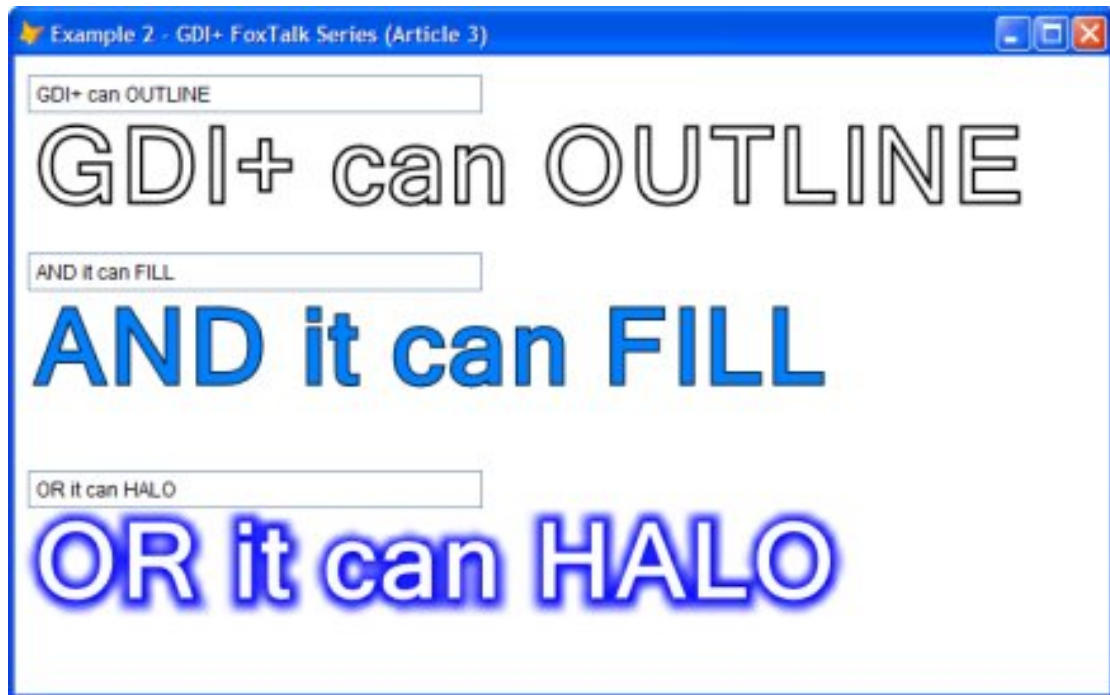 Example 2 - GDI+ FoxTalk Series (Article 3)
GDI+ can OUTLINE
GDI+ can OUTLINE
AND it can FILL
AND it can FILL
OR it can HALO
OR it can HALO